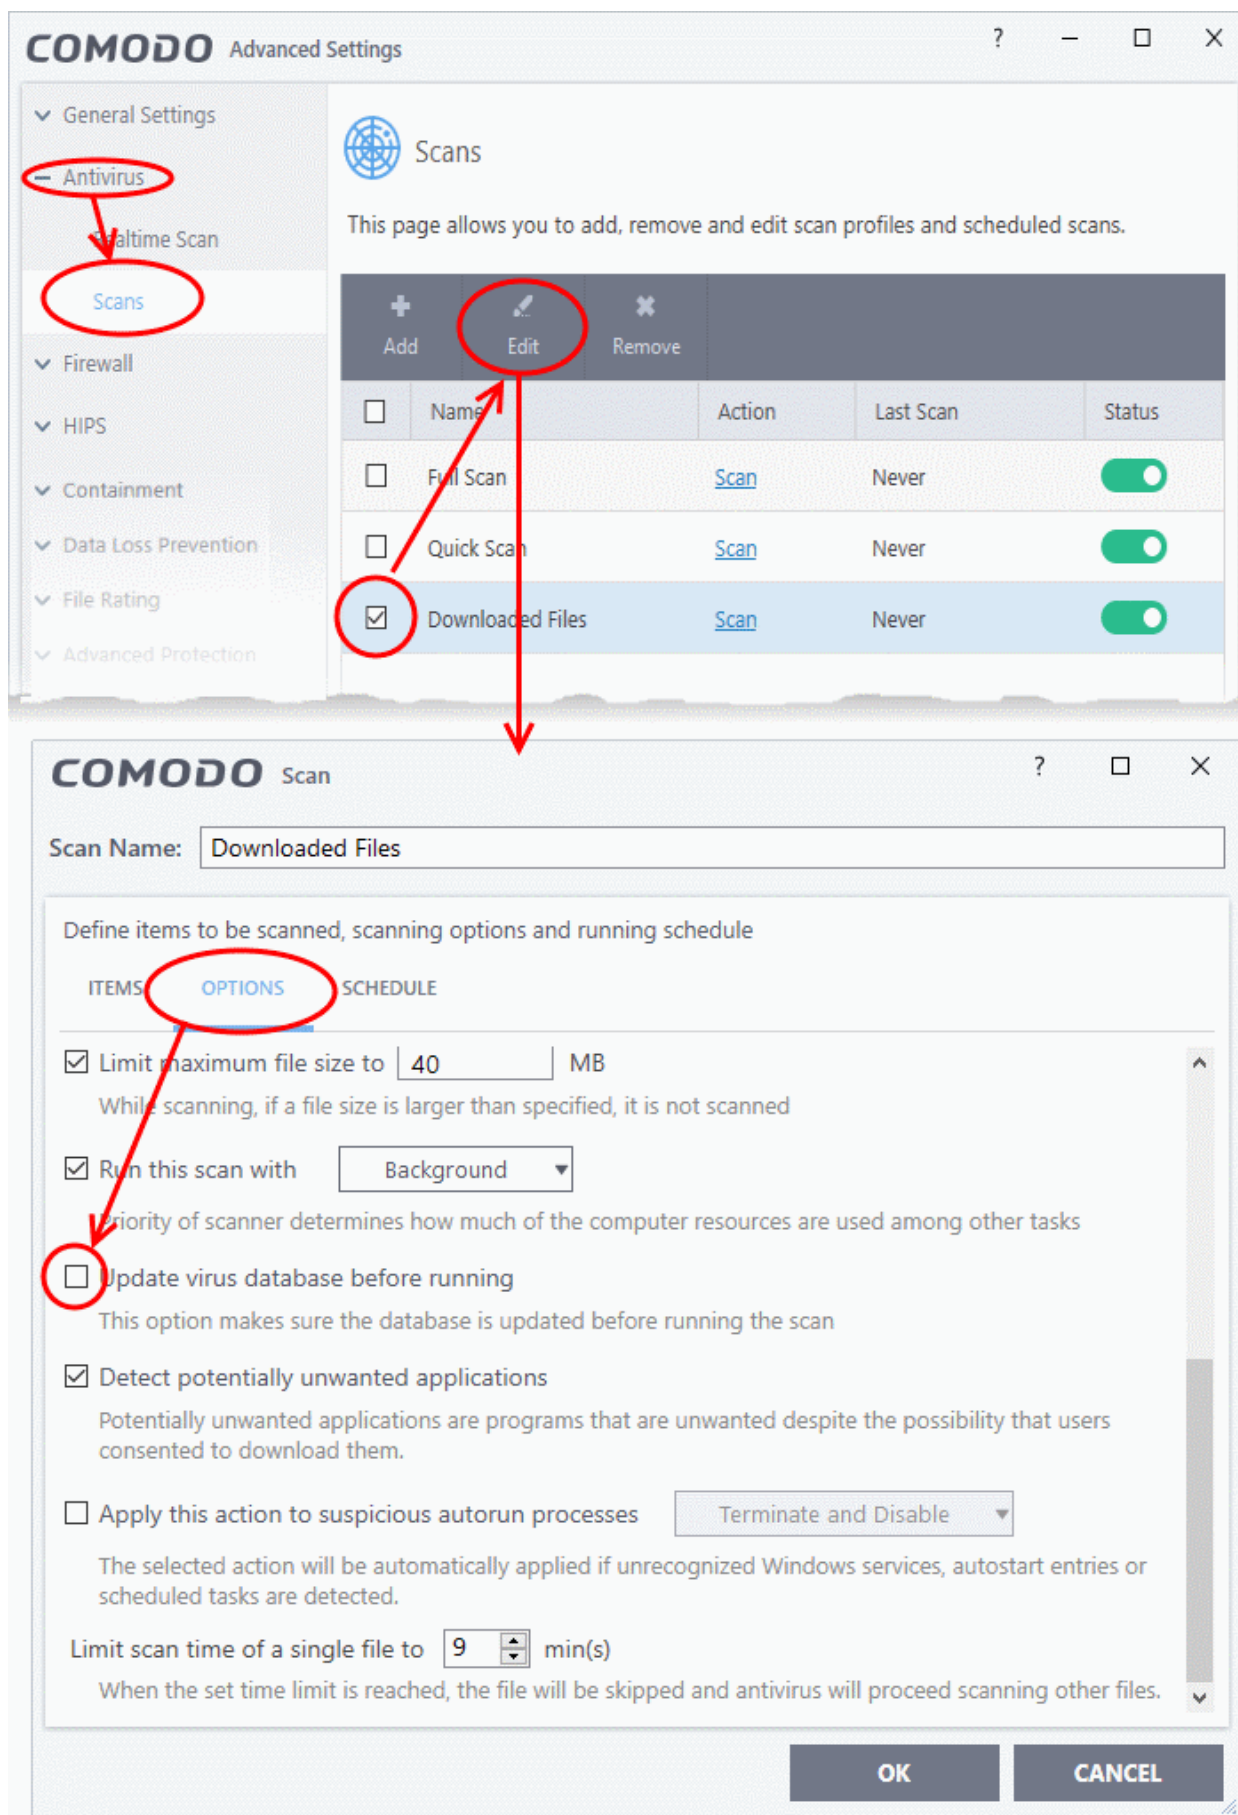 COMODO Advanced Settings ?
General Settings
Antivirus
Realtime Scan
Scans
Firewall
HIPS
Containment
Data Loss Prevention
File Rating
Advanced Protection
Scans
This page allows you to add, remove and edit scan profiles and scheduled scans.
Add Edit Remove
Name Action Last Scan Status
Full Scan Scan Never
Quick Scan Scan Never
Downloaded Files Scan Never
COMODO Scan ?
Scan Name: Downloaded Files
Define items to be scanned, scanning options and running schedule
ITEMS OPTIONS SCHEDULE
Limit maximum file size to 40 MB
While scanning, if a file size is larger than specified, it is not scanned
Run this scan with Background
Priority of scanner determines how much of the computer resources are used among other tasks
Update virus database before running
This option makes sure the database is updated before running the scan
Detect potentially unwanted applications
Potentially unwanted applications are programs that are unwanted despite the possibility that users
consented to download them.
Apply this action to suspicious autorun processes Terminate and Disable
The selected action will be automatically applied if unrecognized Windows services, autostart entries or
scheduled tasks are detected.
Limit scan time of a single file to 9 min(s)
When the set time limit is reached, the file will be skipped and antivirus will proceed scanning other files.
OK CANCEL